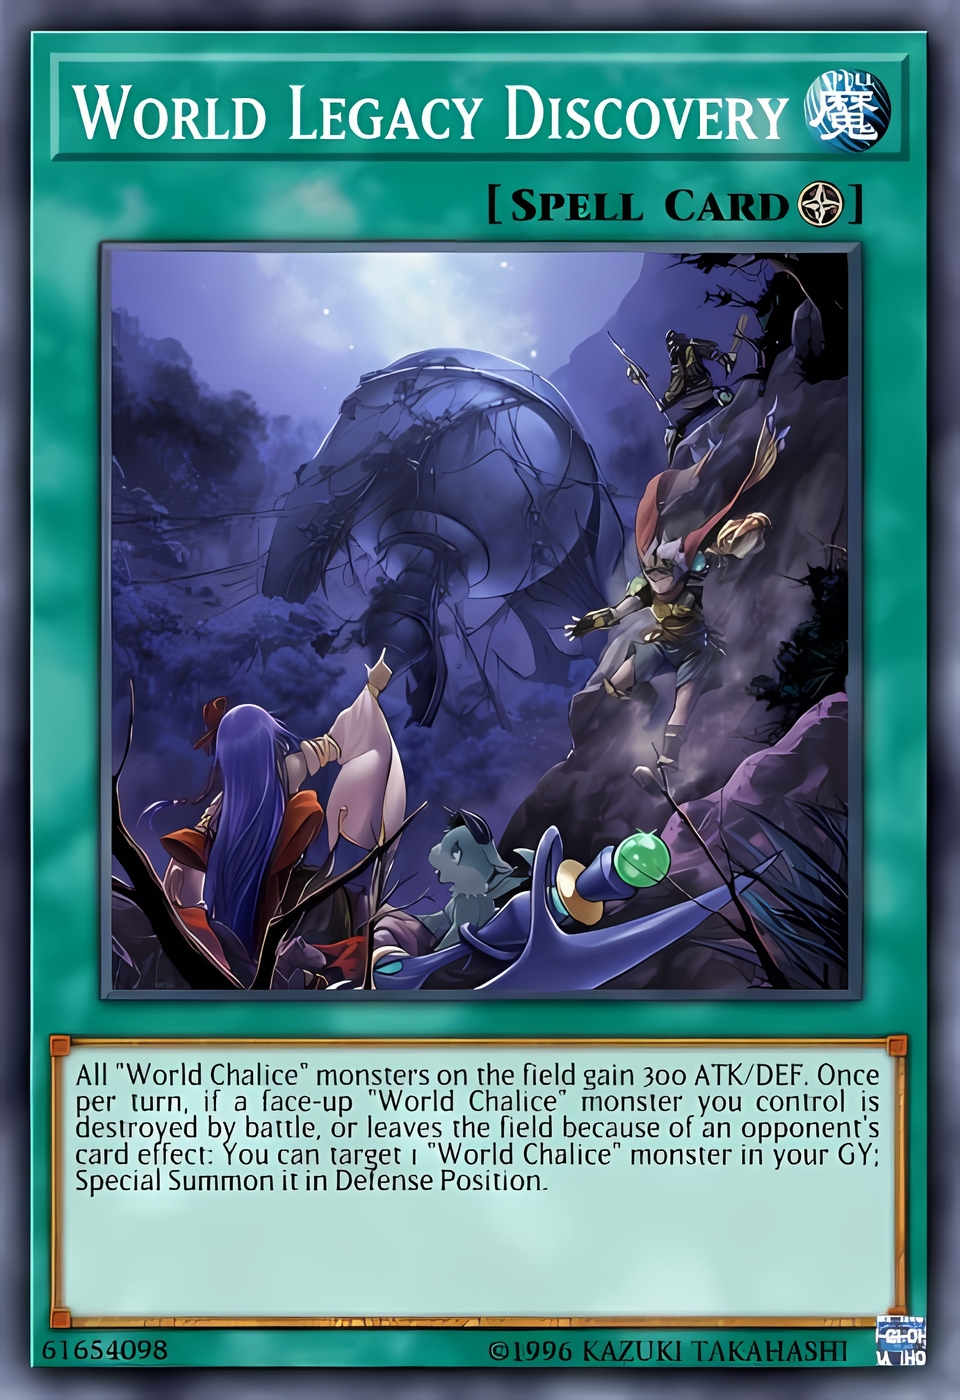 WORLD LEGACY DISCOVERY 魔
[SPELL CARD]
All "World Chalice" monsters on the field gain 300 ATK/DEF. Once
per turn, if a face-up "World Chalice" monster you control is
destroyed by battle, or leaves the field because of an opponent's
card effect: You can target 1 "World Chalice" monster in your GY;
Special Summon it in Defense Position.
61654098 ©1996 KAZUKI TAKAHASHI